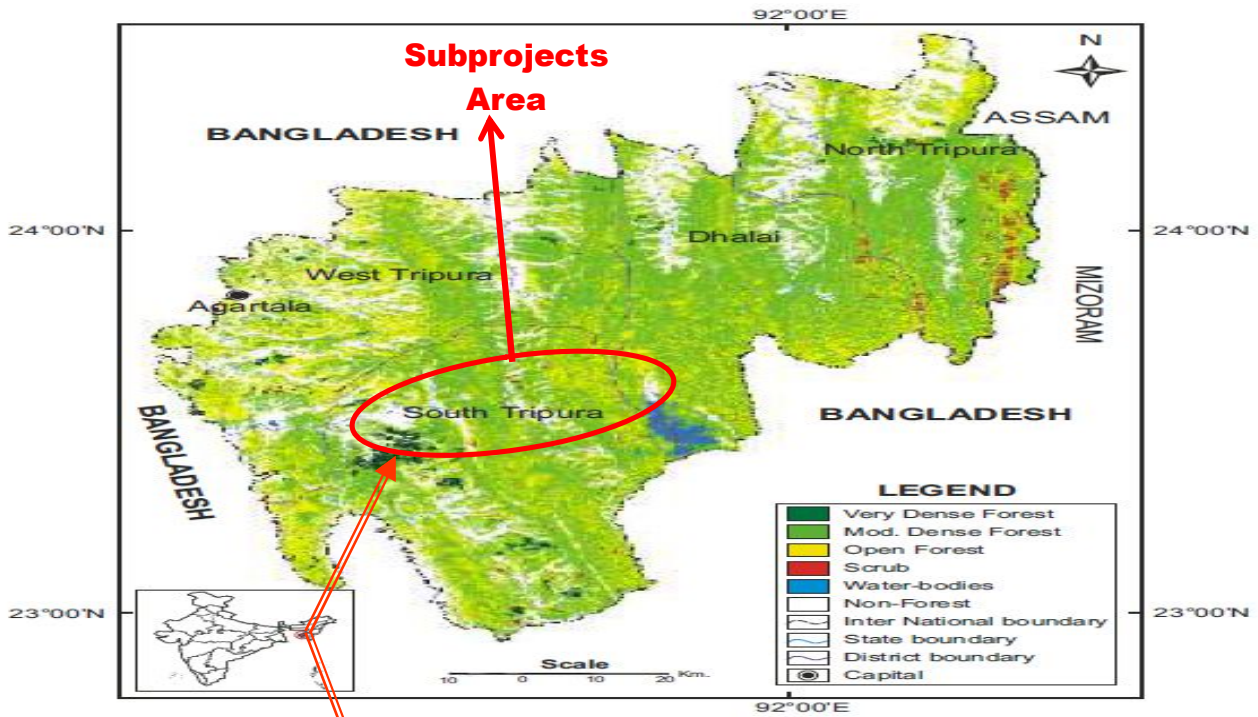 92°00'E
Subprojects
Area
N
BANGLADESH
ASSAM
North Tripura
24°00'N
24°00'N
Dhalai
West Tripura
Agartala
MIZORAM
South Tripura
BANGLADESH
BANGLADESH
LEGEND
Very Dense Forest
Mod. Dense Forest
Open Forest
Scrub
Water-bodies
Non-Forest
Inter National boundary
State boundary
District boundary
Capital
23°00'N
23°00'N
Scale
10 0 10 20 Km.
92°00'E